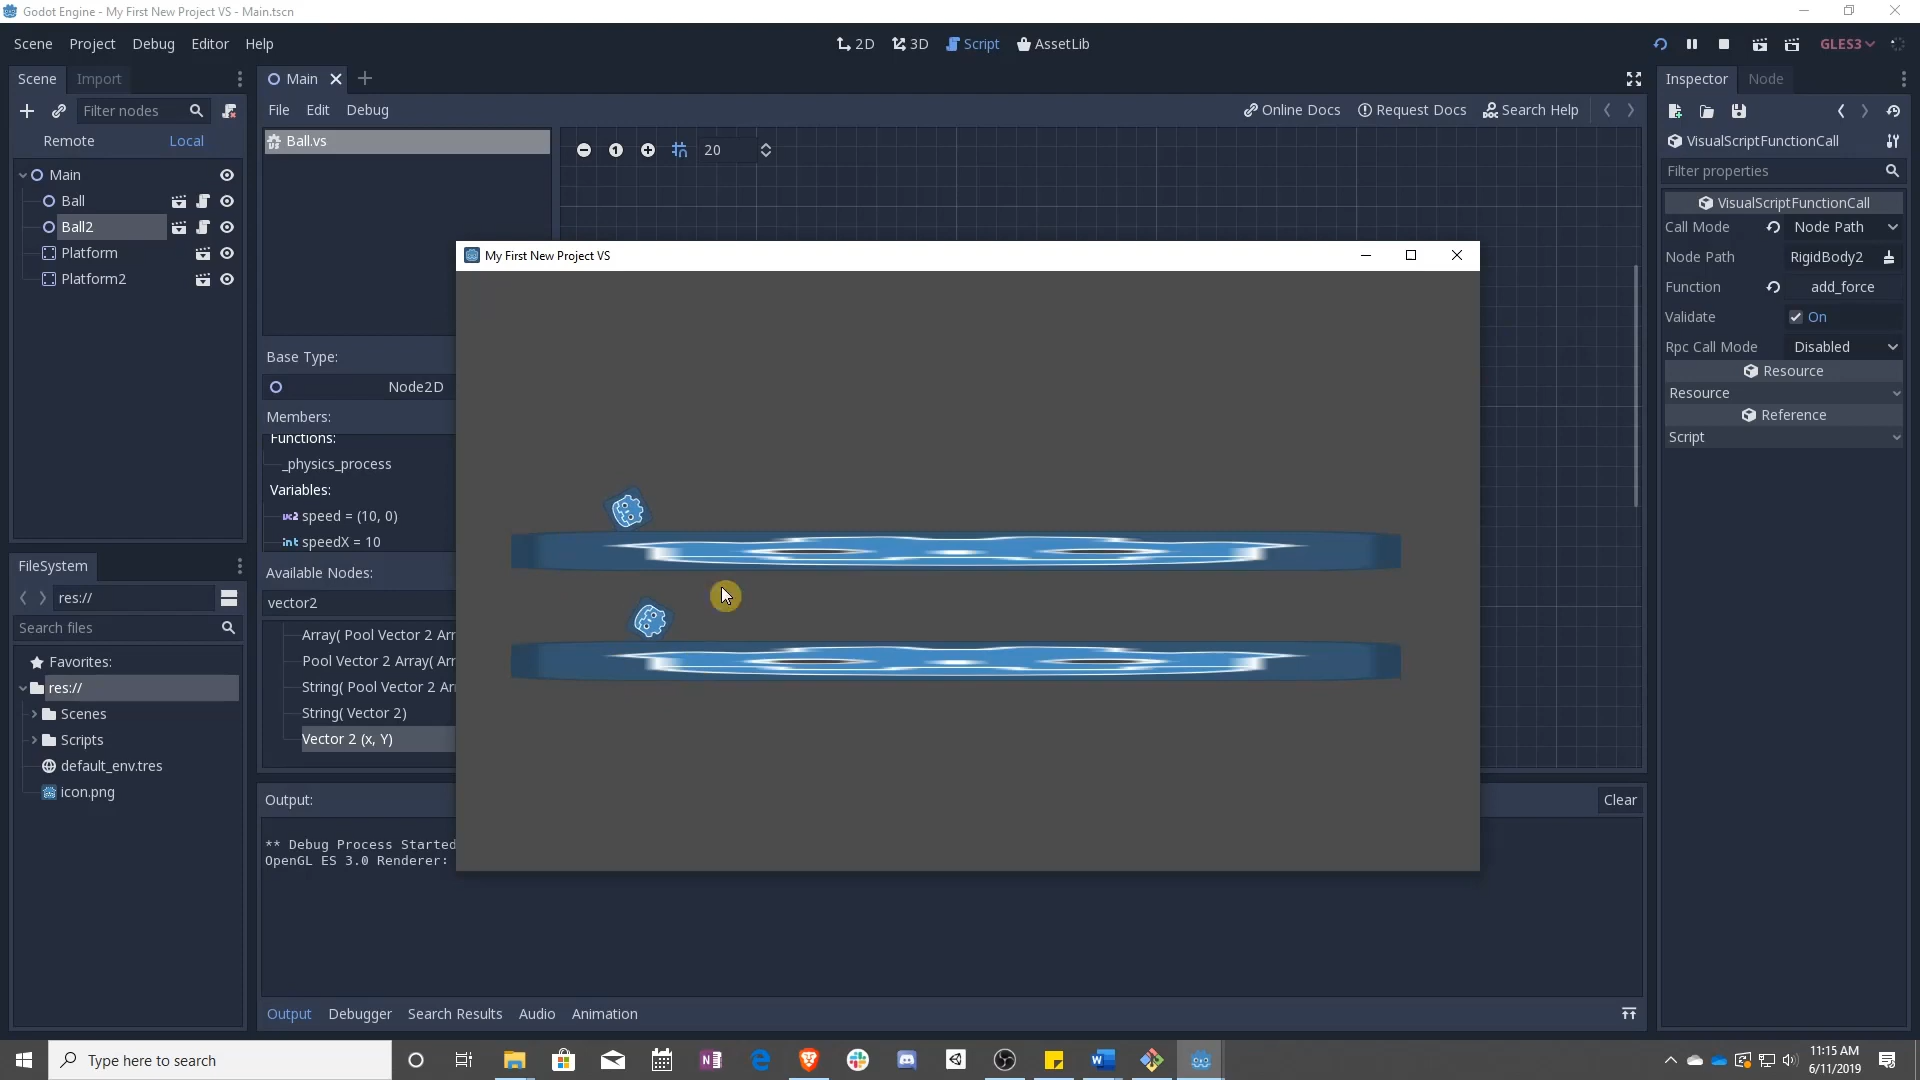 Godot Engine - My First New Project VS - Main.tscn
Scene Project Debug Editor Help
2D 3D Script AssetLib
GLES3
Scene Import
Main
Inspector Node
Filter nodes
File Edit Debug
Online Docs Request Docs Search Help
Remote Local
Ball.vs
20
VisualScriptFunctionCall
Filter properties
Main
Ball
Ball2
Platform
Platform2
VisualScriptFunctionCall
Call Mode Node Path
Node Path RigidBody2
Function add_force
Validate On
Rpc Call Mode Disabled
Resource
Resource
Reference
Script
My First New Project VS
Base Type:
Node2D
Members:
Functions:
_physics_process
Variables:
vc2 speed = (10, 0)
int speedX = 10
Available Nodes:
vector2
Array( Pool Vector 2 Arr
Pool Vector 2 Array( Arr
String( Pool Vector 2 Ar
String( Vector 2)
Vector 2 (x, Y)
FileSystem
res://
Search files
Favorites:
res://
Scenes
Scripts
default_env.tres
icon.png
Output:
Clear
** Debug Process Started
OpenGL ES 3.0 Renderer:
Output Debugger Search Results Audio Animation
Type here to search
11:15 AM
6/11/2019